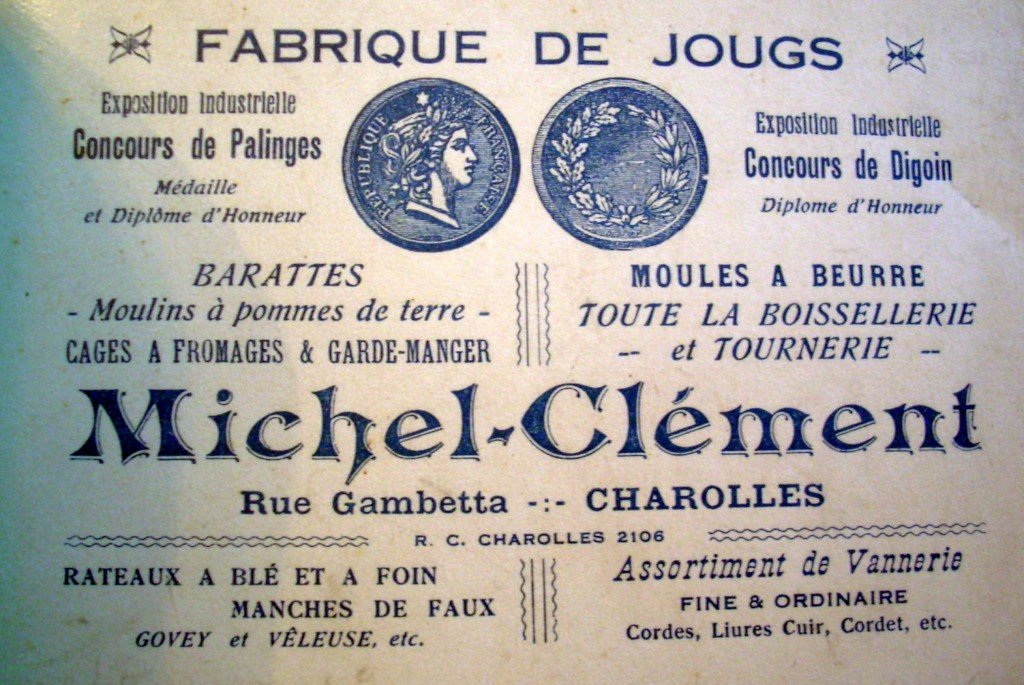 FABRIQUE DE JOUGS
Exposition Industrielle
Concours de Palinges
Médaille
et Diplôme d'Honneur
RÉPUBLIQUE FRANÇAISE
Exposition Industrielle
Concours de Digoin
Diplome d'Honneur
BARATTES
- Moulins à pommes de terre -
CAGES A FROMAGES & GARDE-MANGER
MOULES A BEURRE
TOUTE LA BOISSELLERIE
-- et TOURNERIE --
Michel-Clément
Rue Gambetta -:- CHAROLLES
R. C. CHAROLLES 2106
RATEAUX A BLÉ ET A FOIN
MANCHES DE FAUX
GOVEY et VÊLEUSE, etc.
Assortiment de Vannerie
FINE & ORDINAIRE
Cordes, Liures Cuir, Cordet, etc.